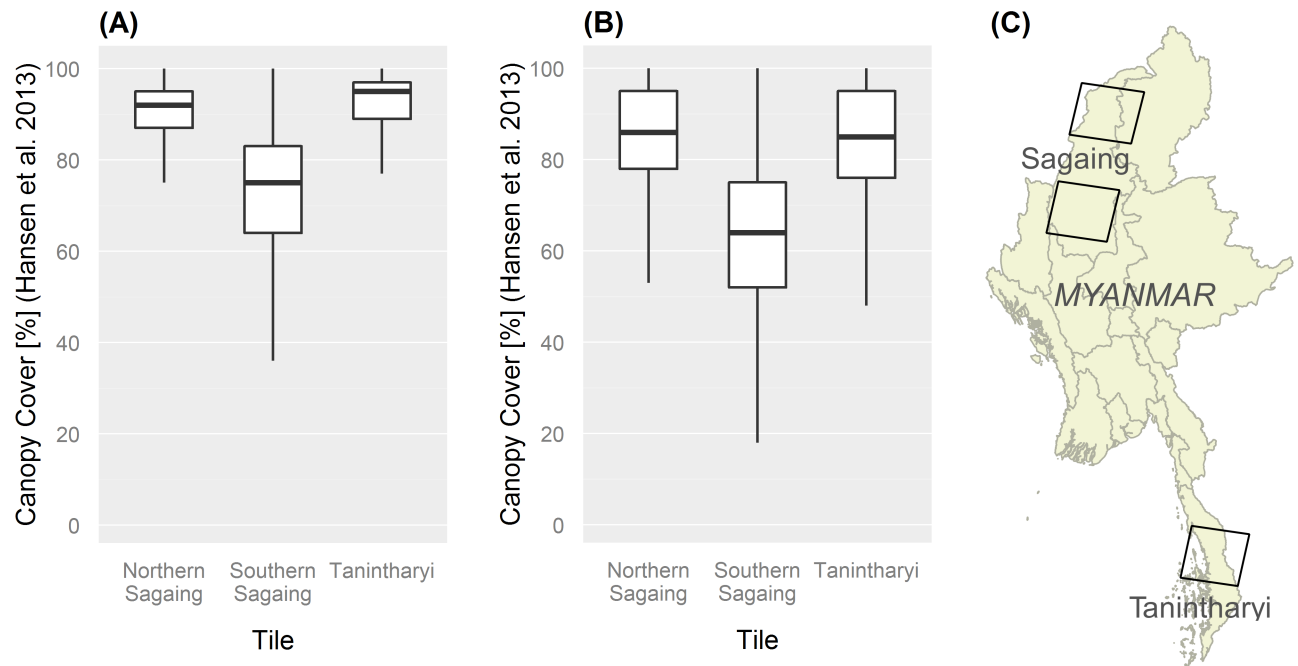 (A)
Canopy Cover [%] (Hansen et al. 2013)
100
80
60
40
20
0
Northern
Sagaing
Southern
Sagaing
Tanintharyi
Tile
(B)
Canopy Cover [%] (Hansen et al. 2013)
100
80
60
40
20
0
Northern
Sagaing
Southern
Sagaing
Tanintharyi
Tile
(C)
Sagaing
MYANMAR
Tanintharyi